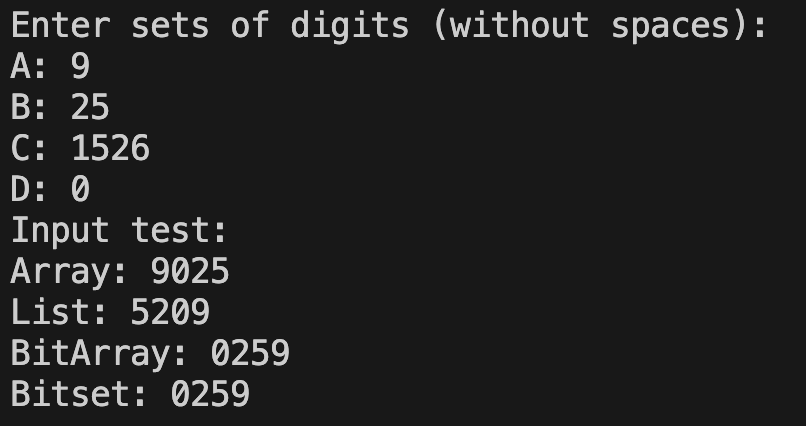 Enter sets of digits (without spaces):
A: 9
B: 25
C: 1526
D: 0
Input test:
Array: 9025
List: 5209
BitArray: 0259
Bitset: 0259